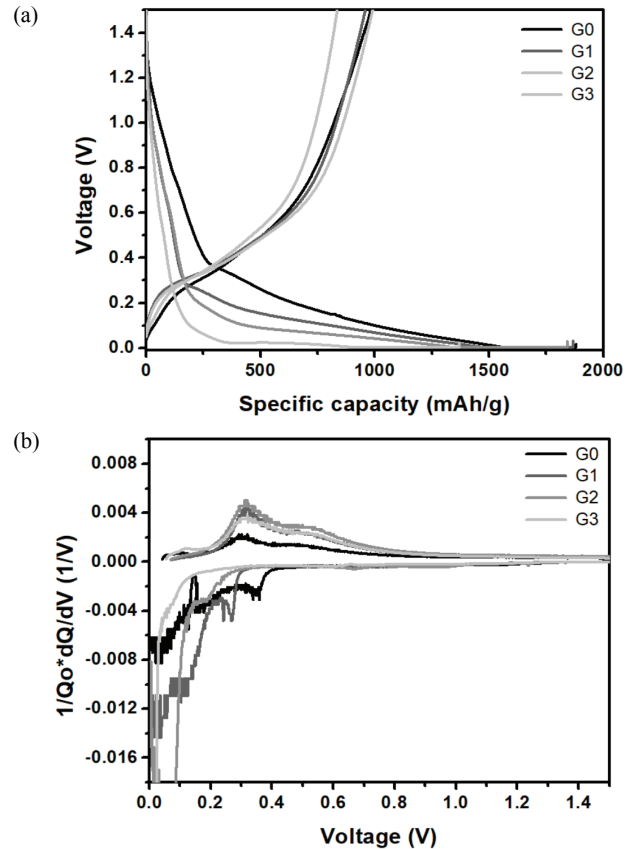 (a)
1.4
1.2
1.0
0.8
0.6
0.4
0.2
0.0
Voltage (V)
G0
G1
G2
G3
0
500
1000
1500
2000
Specific capacity (mAh/g)
(b)
0.008
0.004
0.000
-0.004
-0.008
-0.012
-0.016
1/Qo*dQ/dV (1/V)
G0
G1
G2
G3
0.0
0.2
0.4
0.6
0.8
1.0
1.2
1.4
Voltage (V)